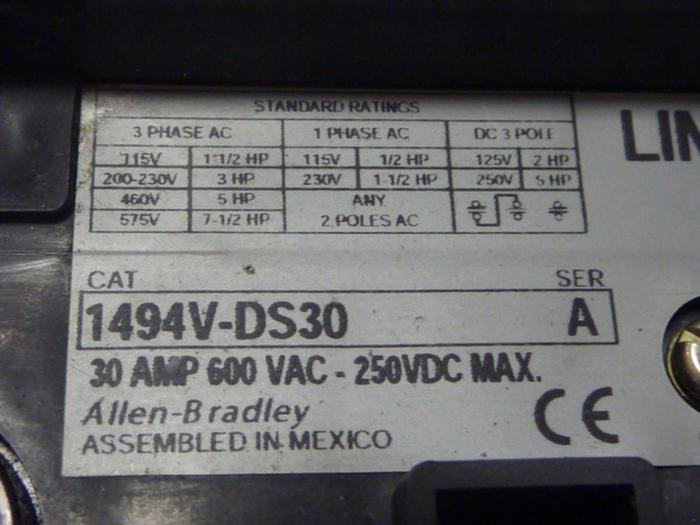 STANDARD RATINGS
3 PHASE AC 1 PHASE AC DC 3 POLE
115V 1 1/2 HP 115V 1/2 HP 125V 2 HP
200-230V 3 HP 230V 1-1/2 HP 250V 5 HP
460V 5 HP ANY
575V 7-1/2 HP 2 POLES AC
LIN
CAT SER
1494V-DS30 A
30 AMP 600 VAC - 250VDC MAX.
Allen-Bradley CE
ASSEMBLED IN MEXICO